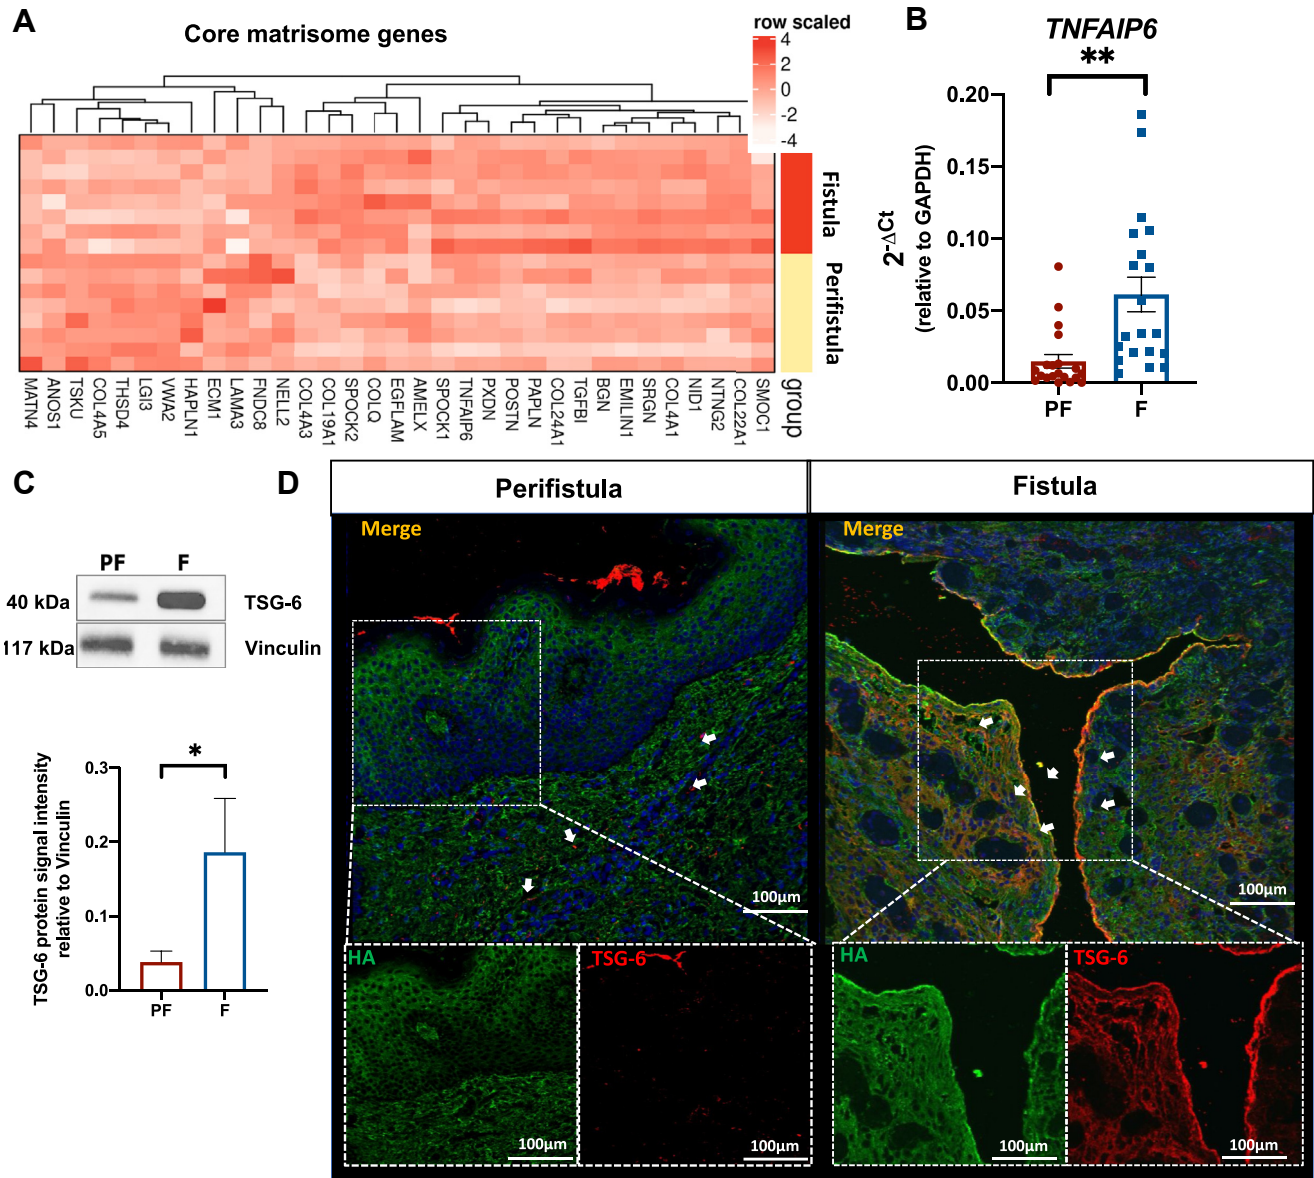 A
Core matrisome genes
row scaled
4
2
0
-2
-4
Fistula
Perifistula
group
MATN4
ANOS1
TSKU
COL4A5
THSD4
LGI3
VWA2
HAPLN1
ECM1
LAMA3
FNDC8
NELL2
COL4A3
COL19A1
SPOCK2
COLQ
EGFLAM
AMELX
SPOCK1
TNFAIP6
PXDN
POSTN
PAPLN
COL24A1
TGFBI
BGN
EMILIN1
SRGN
COL4A1
NID1
NTNG2
COL22A1
SMOC1
B
TNFAIP6
**
2^-ΔCt
(relative to GAPDH)
0.20
0.15
0.10
0.05
0.00
PF
F
C
PF F
40 kDa TSG-6
117 kDa Vinculin
TSG-6 protein signal intensity
relative to Vinculin
*
0.3
0.2
0.1
0.0
PF
F
D
Perifistula
Fistula
Merge
100µm
Merge
100µm
HA
100µm
TSG-6
100µm
HA
100µm
TSG-6
100µm